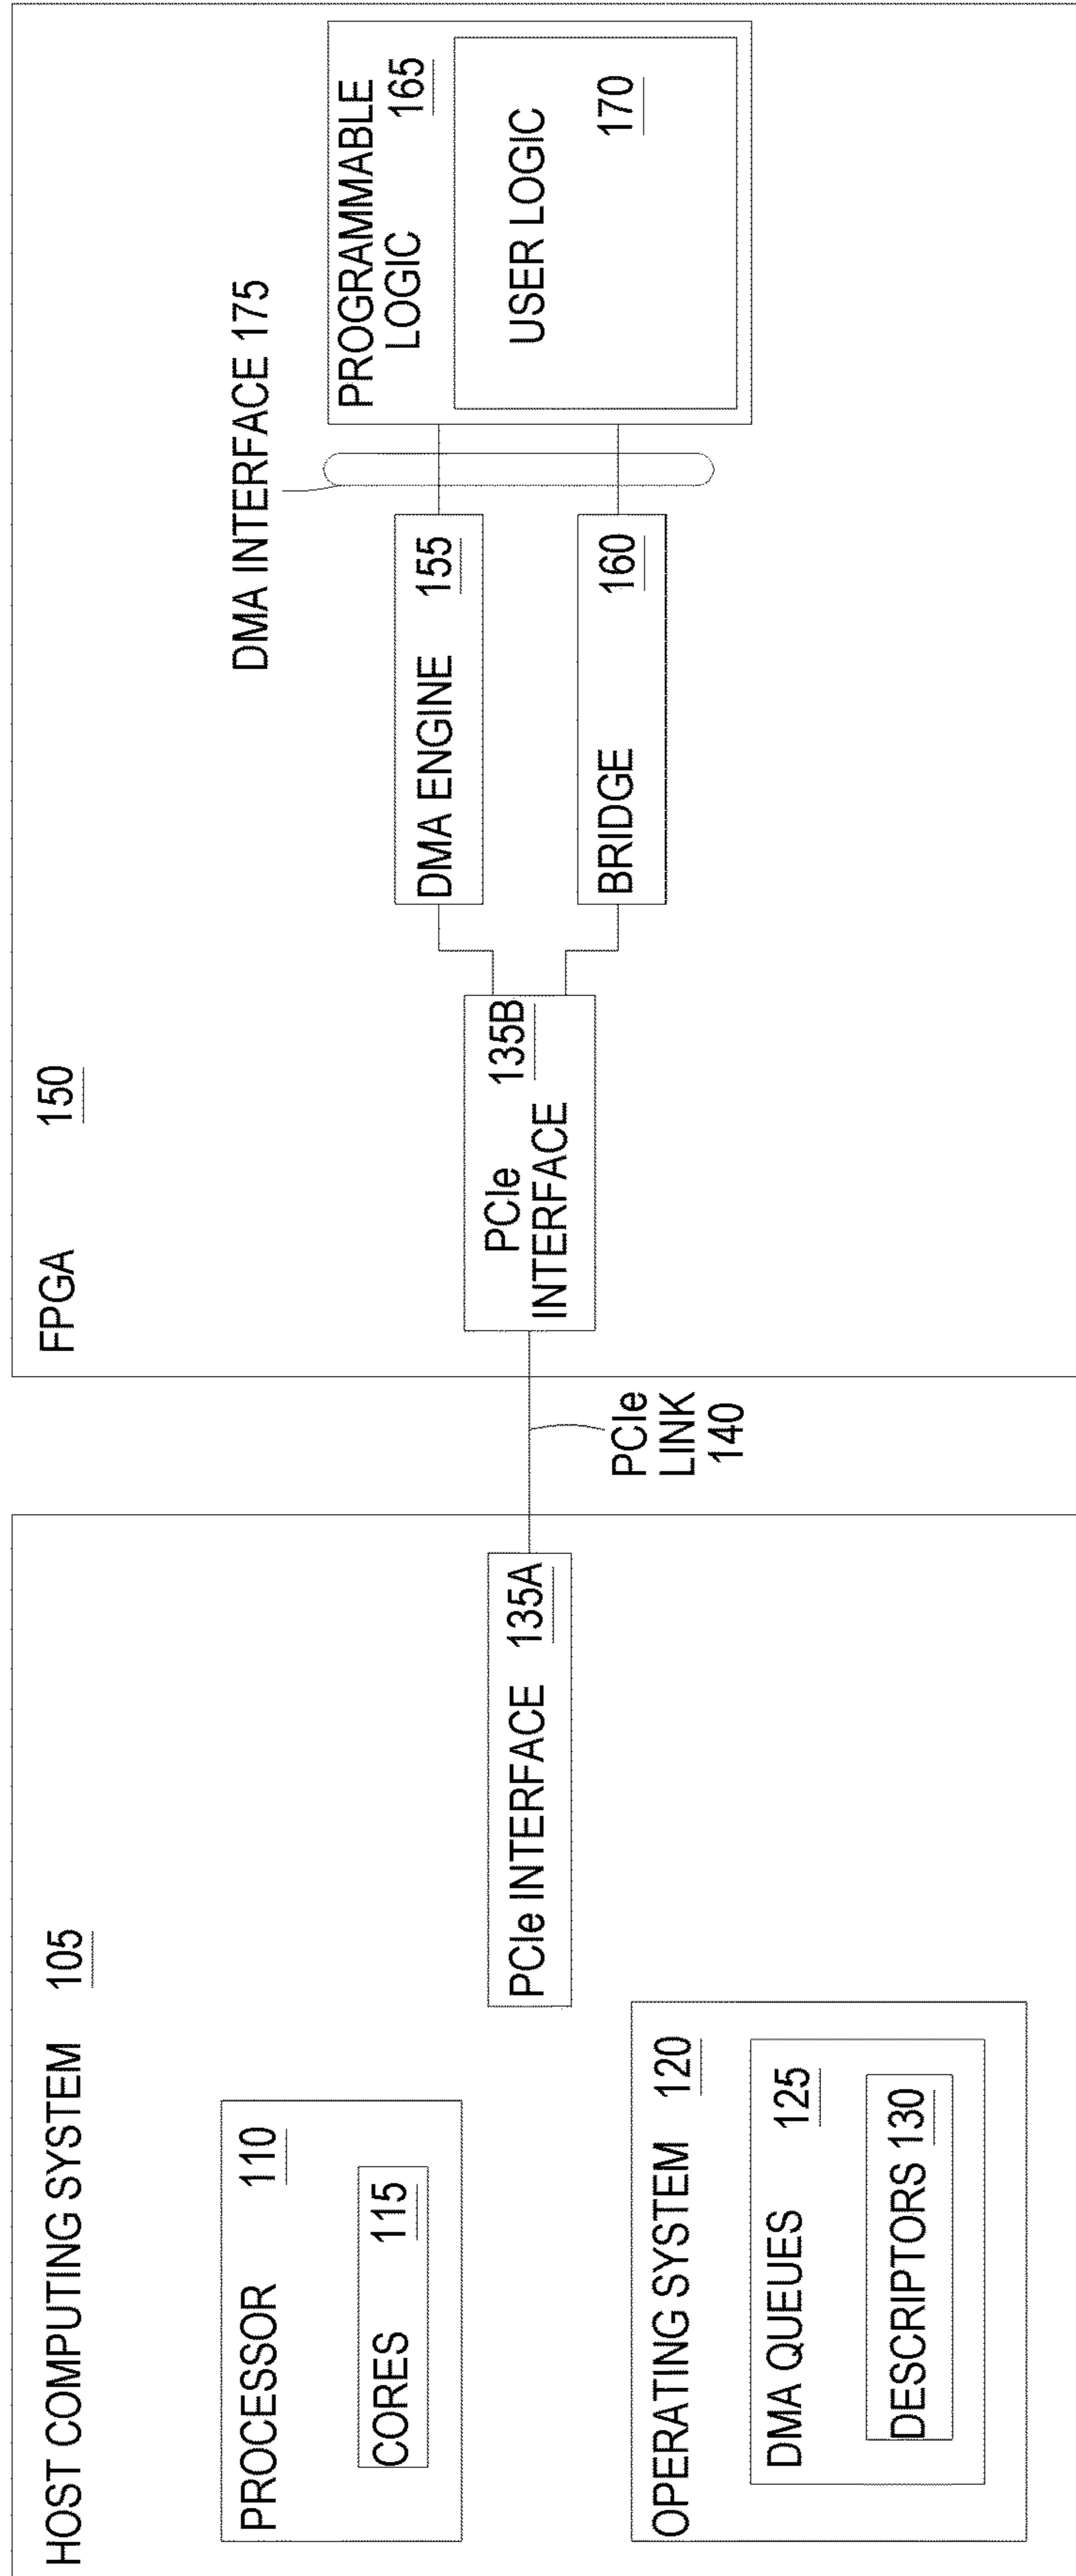 HOST COMPUTING SYSTEM 105
PROCESSOR 110
CORES 115
OPERATING SYSTEM 120
DMA QUEUES 125
DESCRIPTORS 130
PCIe INTERFACE 135A
PCIe
LINK
140
FPGA 150
PCIe 135B
INTERFACE
DMA ENGINE 155
BRIDGE 160
DMA INTERFACE 175
PROGRAMMABLE
LOGIC 165
USER LOGIC
170